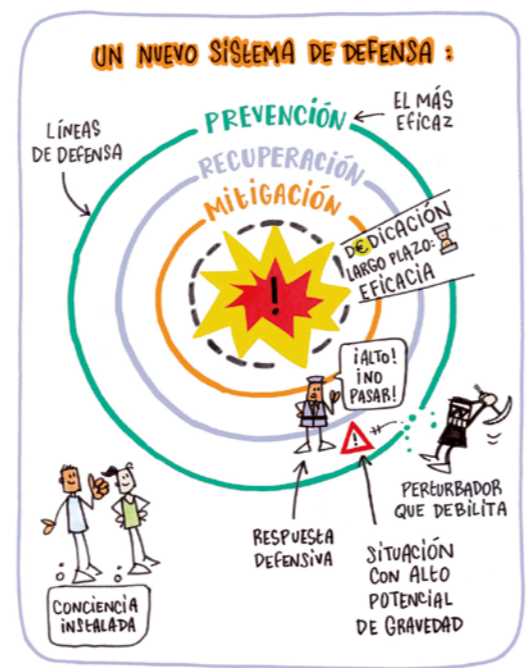 UN NUEVO SISTEMA DE DEFENSA :
EL MÁS
EFICAZ
LÍNEAS
DE DEFENSA
PREVENCIÓN
RECUPERACIÓN
MITIGACIÓN
D€DICACIÓN
LARGO PLAZO:
EFICACIA
!
¡ALTO!
¡NO
PASAR!
!
PERTURBADOR
QUE DEBILITA
RESPUESTA
DEFENSIVA
SITUACIÓN
CON ALTO
POTENCIAL
DE GRAVEDAD
CONCIENCIA
INSTALADA